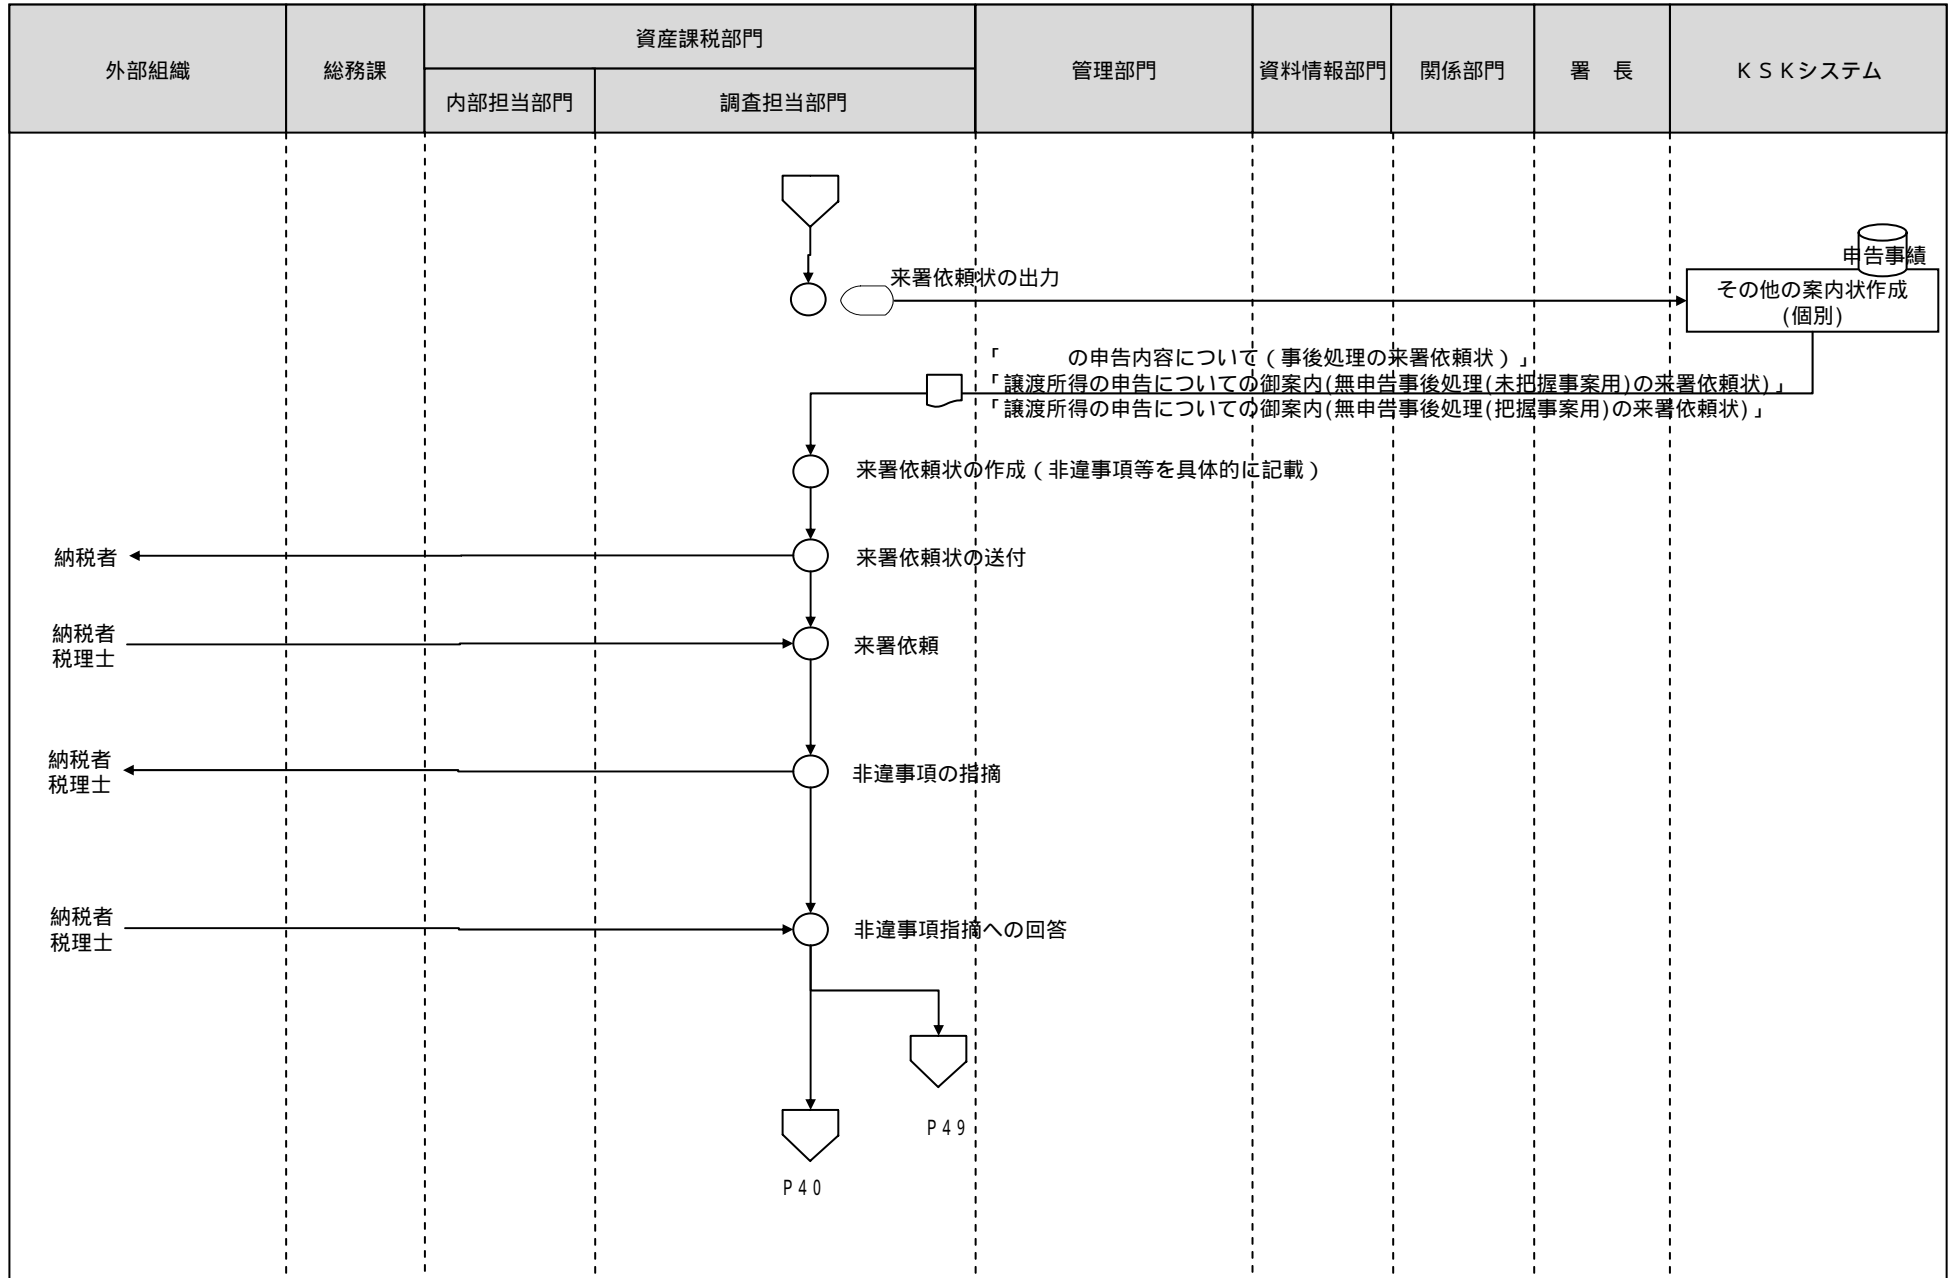 外部組織
総務課
資産課税部門
内部担当部門
調査担当部門
管理部門
資料情報部門
関係部門
署　長
ＫＳＫシステム
申告事績
来署依頼状の出力
その他の案内状作成
(個別)
「　　　の申告内容について（事後処理の来署依頼状）」
「譲渡所得の申告についての御案内(無申告事後処理(未把握事案用)の来署依頼状)」
「譲渡所得の申告についての御案内(無申告事後処理(把握事案用)の来署依頼状)」
来署依頼状の作成（非違事項等を具体的に記載）
納税者
来署依頼状の送付
納税者
税理士
来署依頼
納税者
税理士
非違事項の指摘
納税者
税理士
非違事項指摘への回答
Ｐ４９
Ｐ４０